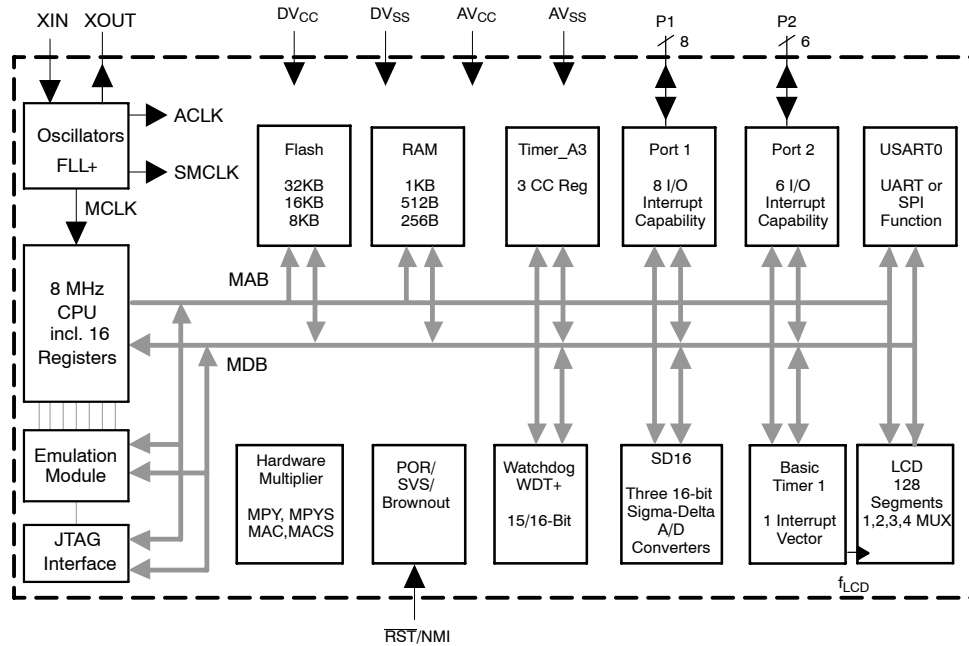 XIN
XOUT
DVCC
DVSS
AVCC
AVSS
P1
P2
8
6
Oscillators
FLL+
ACLK
SMCLK
MCLK
Flash
32KB
16KB
8KB
RAM
1KB
512B
256B
Timer_A3
3 CC Reg
Port 1
8 I/O
Interrupt
Capability
Port 2
6 I/O
Interrupt
Capability
USART0
UART or
SPI
Function
8 MHz
CPU
incl. 16
Registers
MAB
MDB
Emulation
Module
JTAG
Interface
Hardware
Multiplier
MPY, MPYS
MAC,MACS
POR/
SVS/
Brownout
Watchdog
WDT+
15/16-Bit
SD16
Three 16-bit
Sigma-Delta
A/D
Converters
Basic
Timer 1
1 Interrupt
Vector
LCD
128
Segments
1,2,3,4 MUX
fLCD
RST/NMI